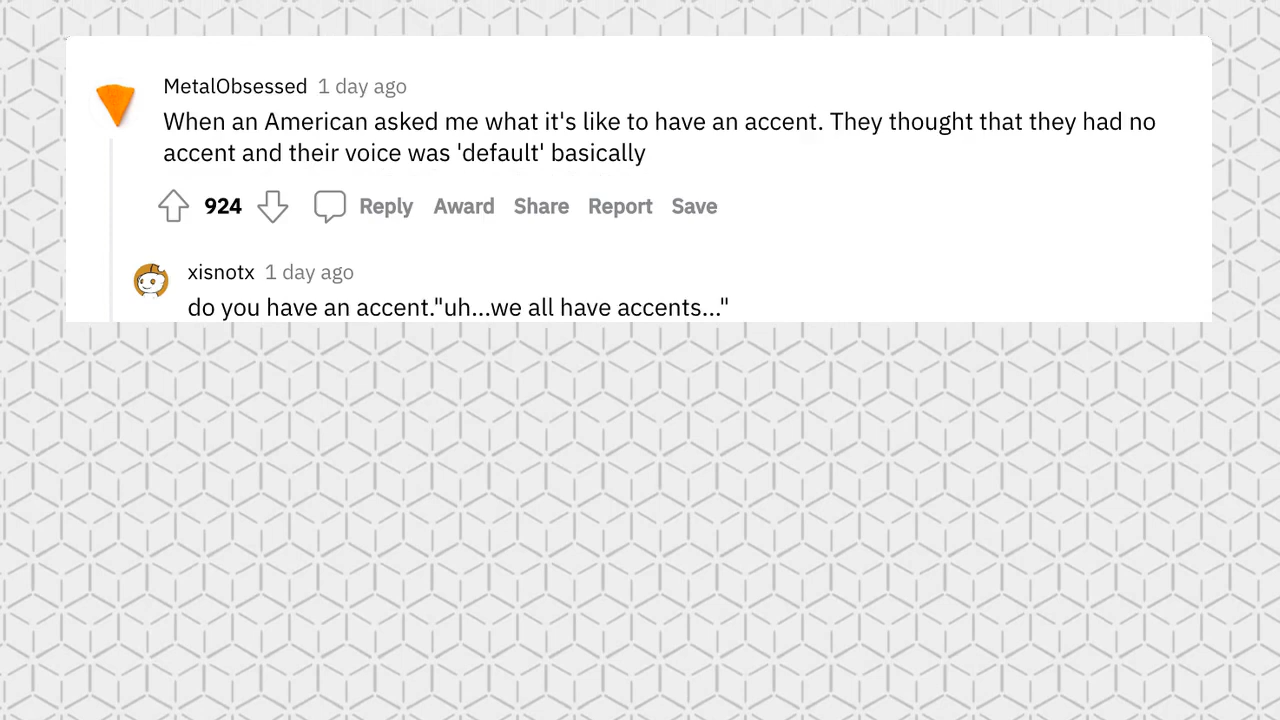 MetalObsessed 1 day ago
When an American asked me what it's like to have an accent. They thought that they had no
accent and their voice was 'default' basically
924 Reply Award Share Report Save
xisnotx 1 day ago
do you have an accent."uh...we all have accents..."